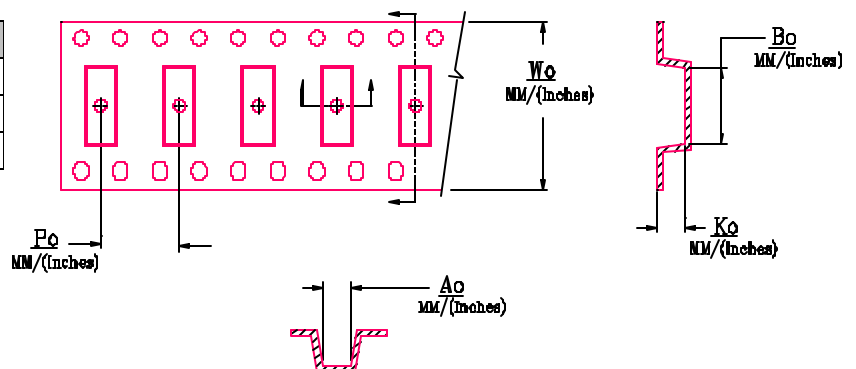 Wo
MM/(Inches)
Bo
MM/(Inches)
Po
MM/(Inches)
Ko
MM/(Inches)
Ao
MM/(Inches)